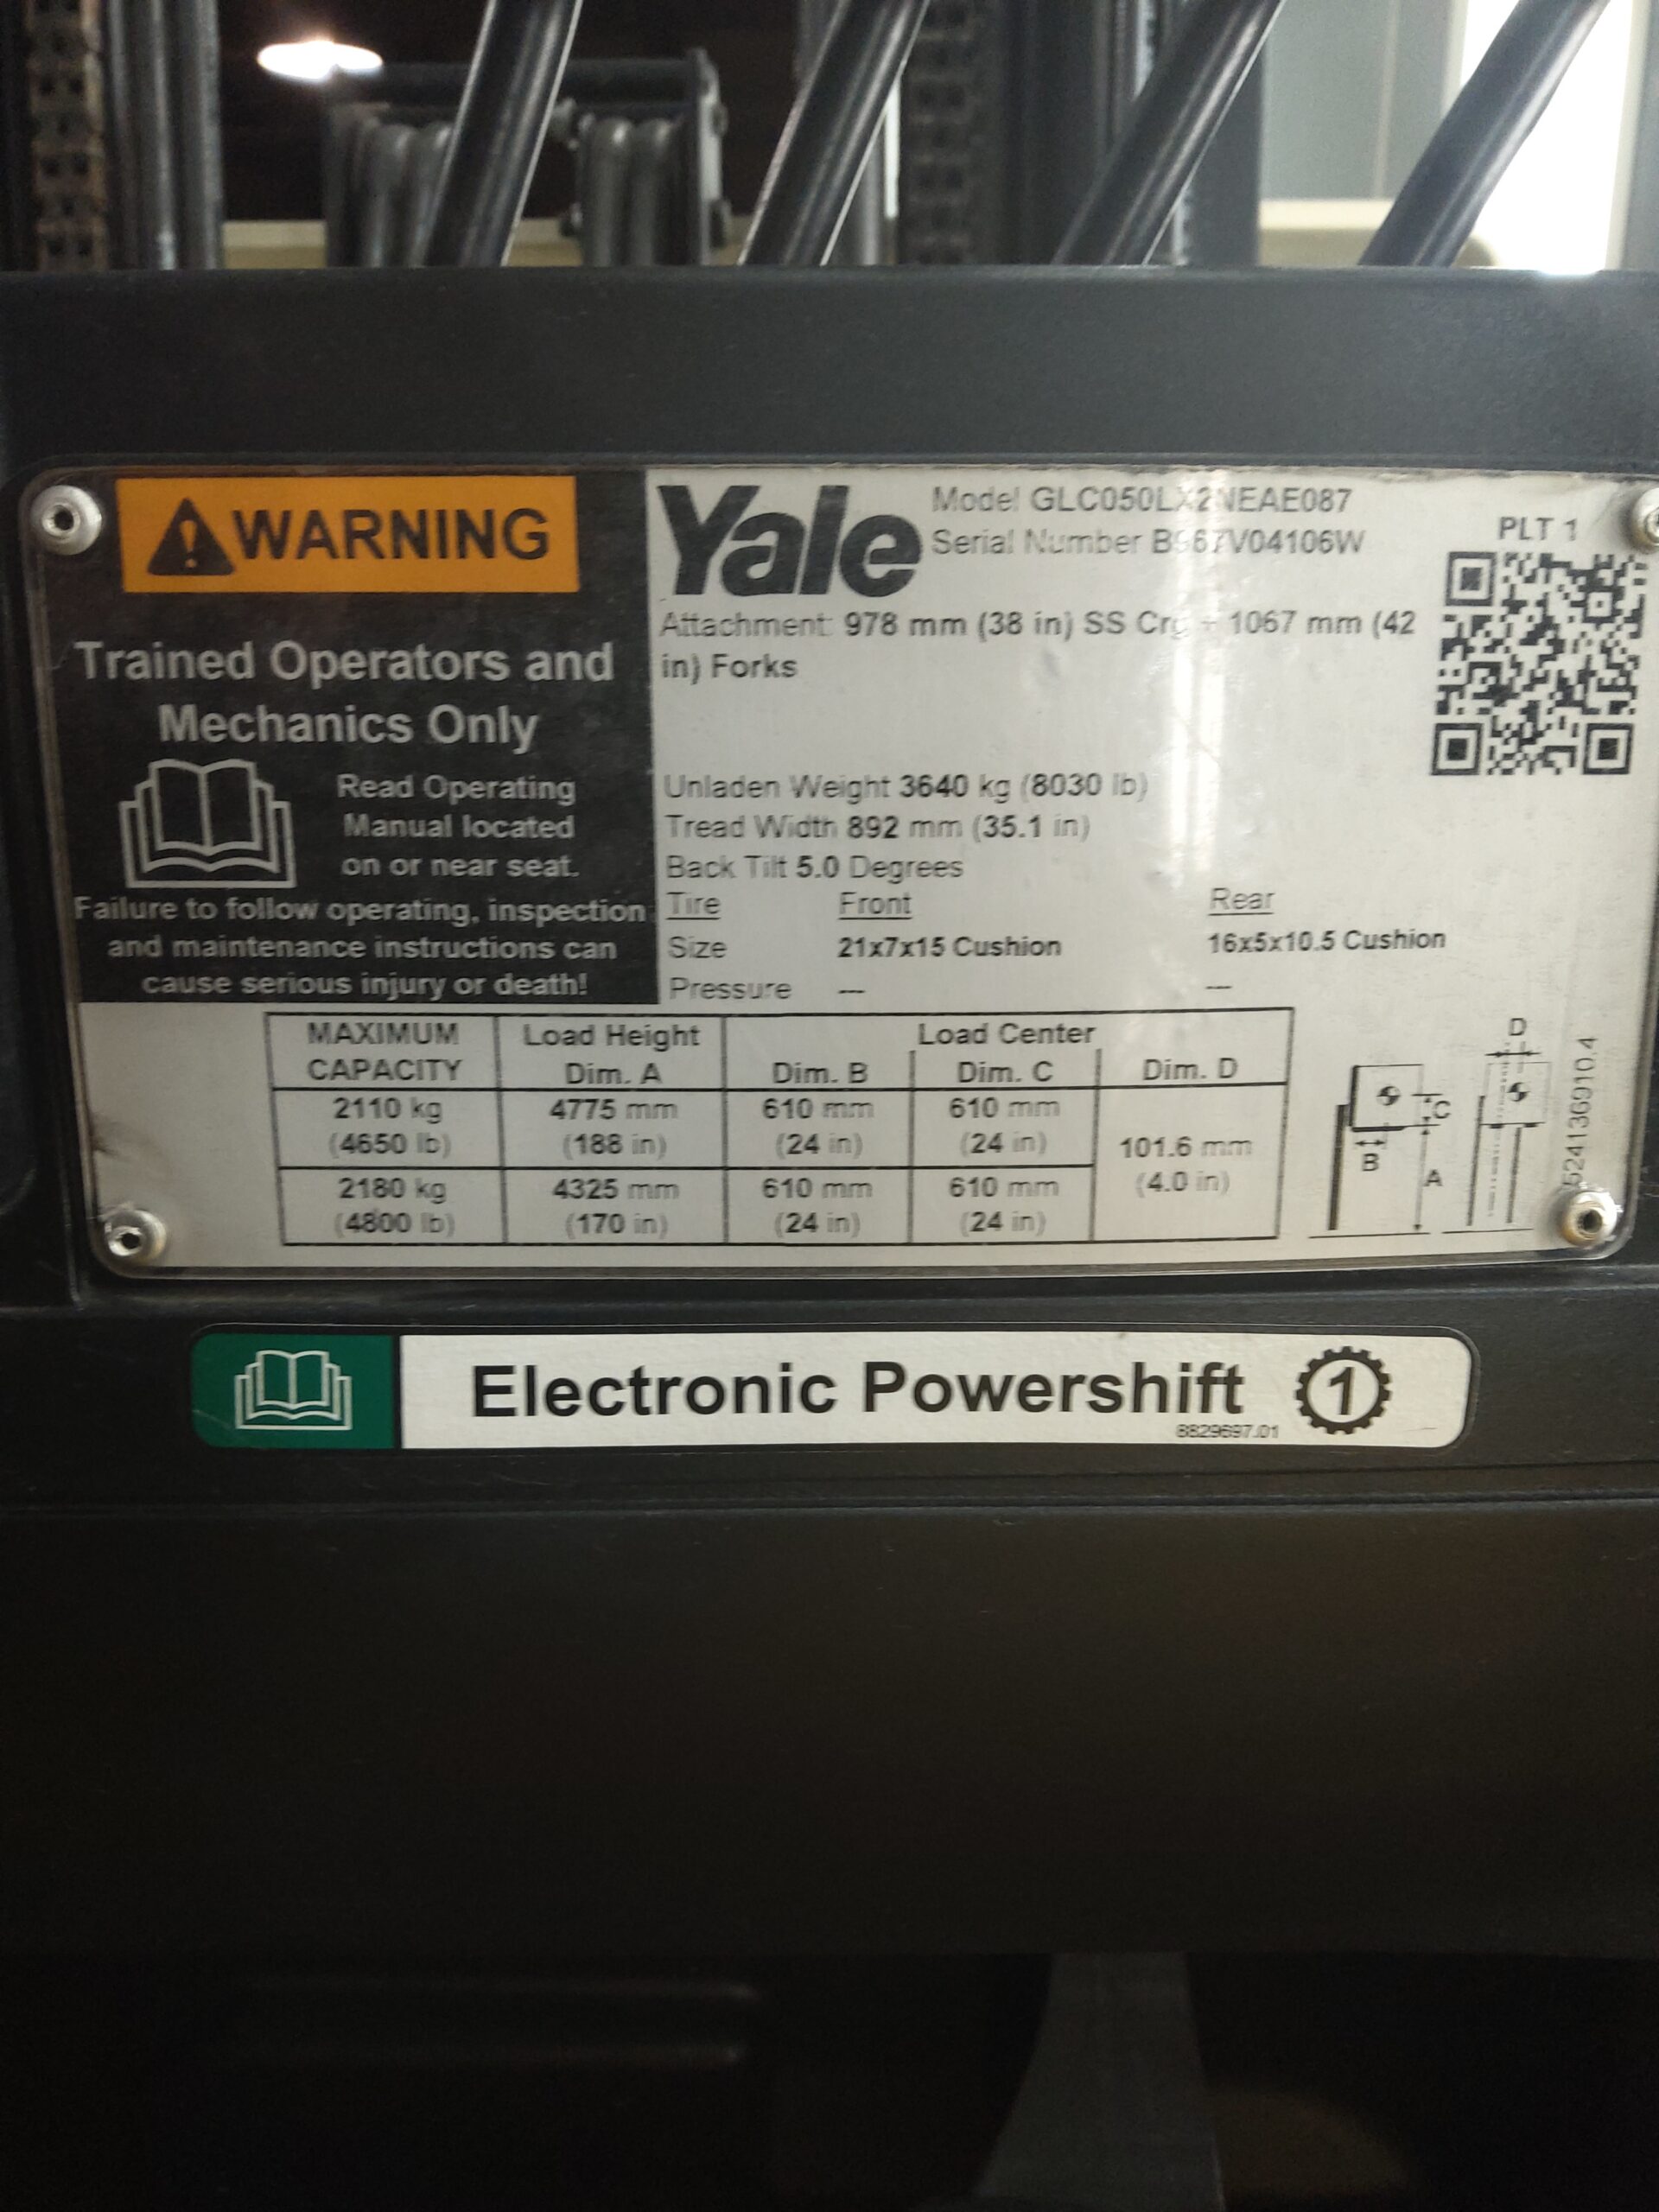 WARNING
Trained Operators and
Mechanics Only
Read Operating
Manual located
on or near seat.
Failure to follow operating, inspection
and maintenance instructions can
cause serious injury or death!
Yale
Model GLC050LX2NEAE087
Serial Number B967V04106W
PLT 1
Attachment: 978 mm (38 in) SS Crg + 1067 mm (42
in) Forks
Unladen Weight 3640 kg (8030 lb)
Tread Width 892 mm (35.1 in)
Back Tilt 5.0 Degrees
Tire Front Rear
Size 21x7x15 Cushion 16x5x10.5 Cushion
Pressure --- ---
MAXIMUM Load Height Load Center
CAPACITY Dim. A Dim. B Dim. C Dim. D
2110 kg 4775 mm 610 mm 610 mm
(4650 lb) (188 in) (24 in) (24 in)
101.6 mm
(4.0 in)
2180 kg 4325 mm 610 mm 610 mm
(4800 lb) (170 in) (24 in) (24 in)
D
C
B
A
524136910.4
Electronic Powershift 1
8829697.01